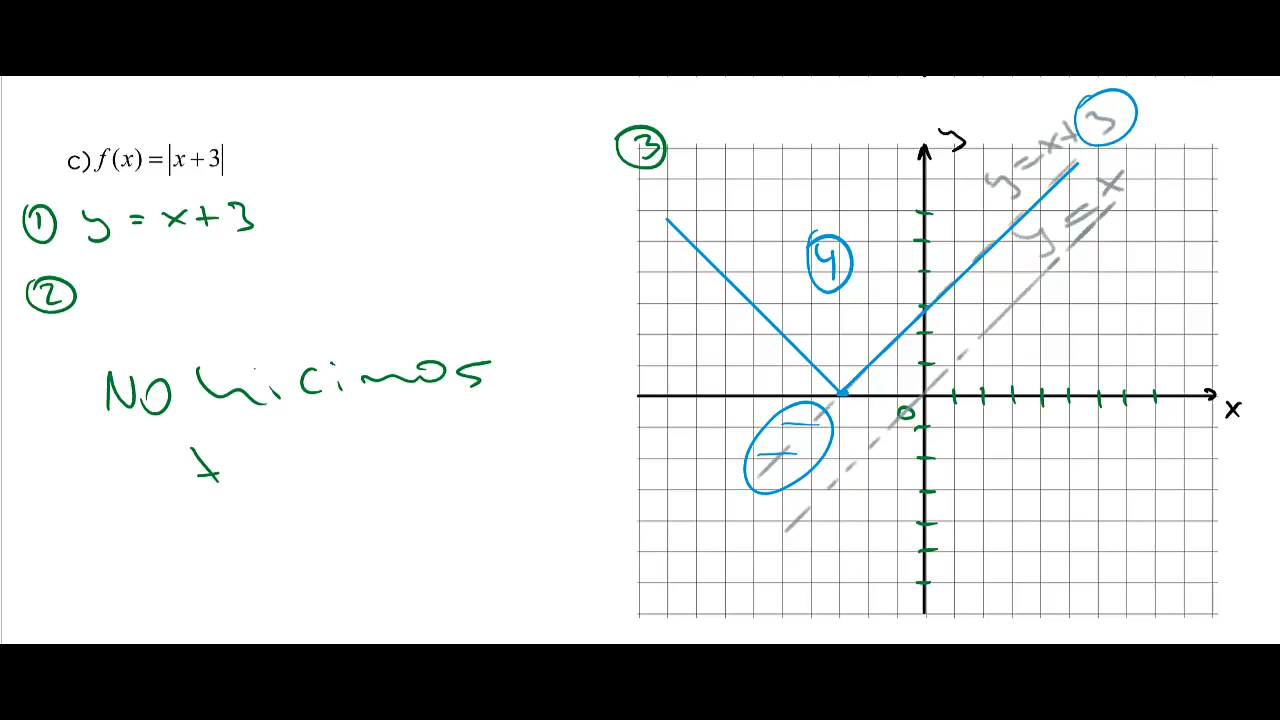 c) f(x) = |x + 3|
① y = x + 3
②
No hicimos
③
④
y
y = x + 3
y = x
0
x